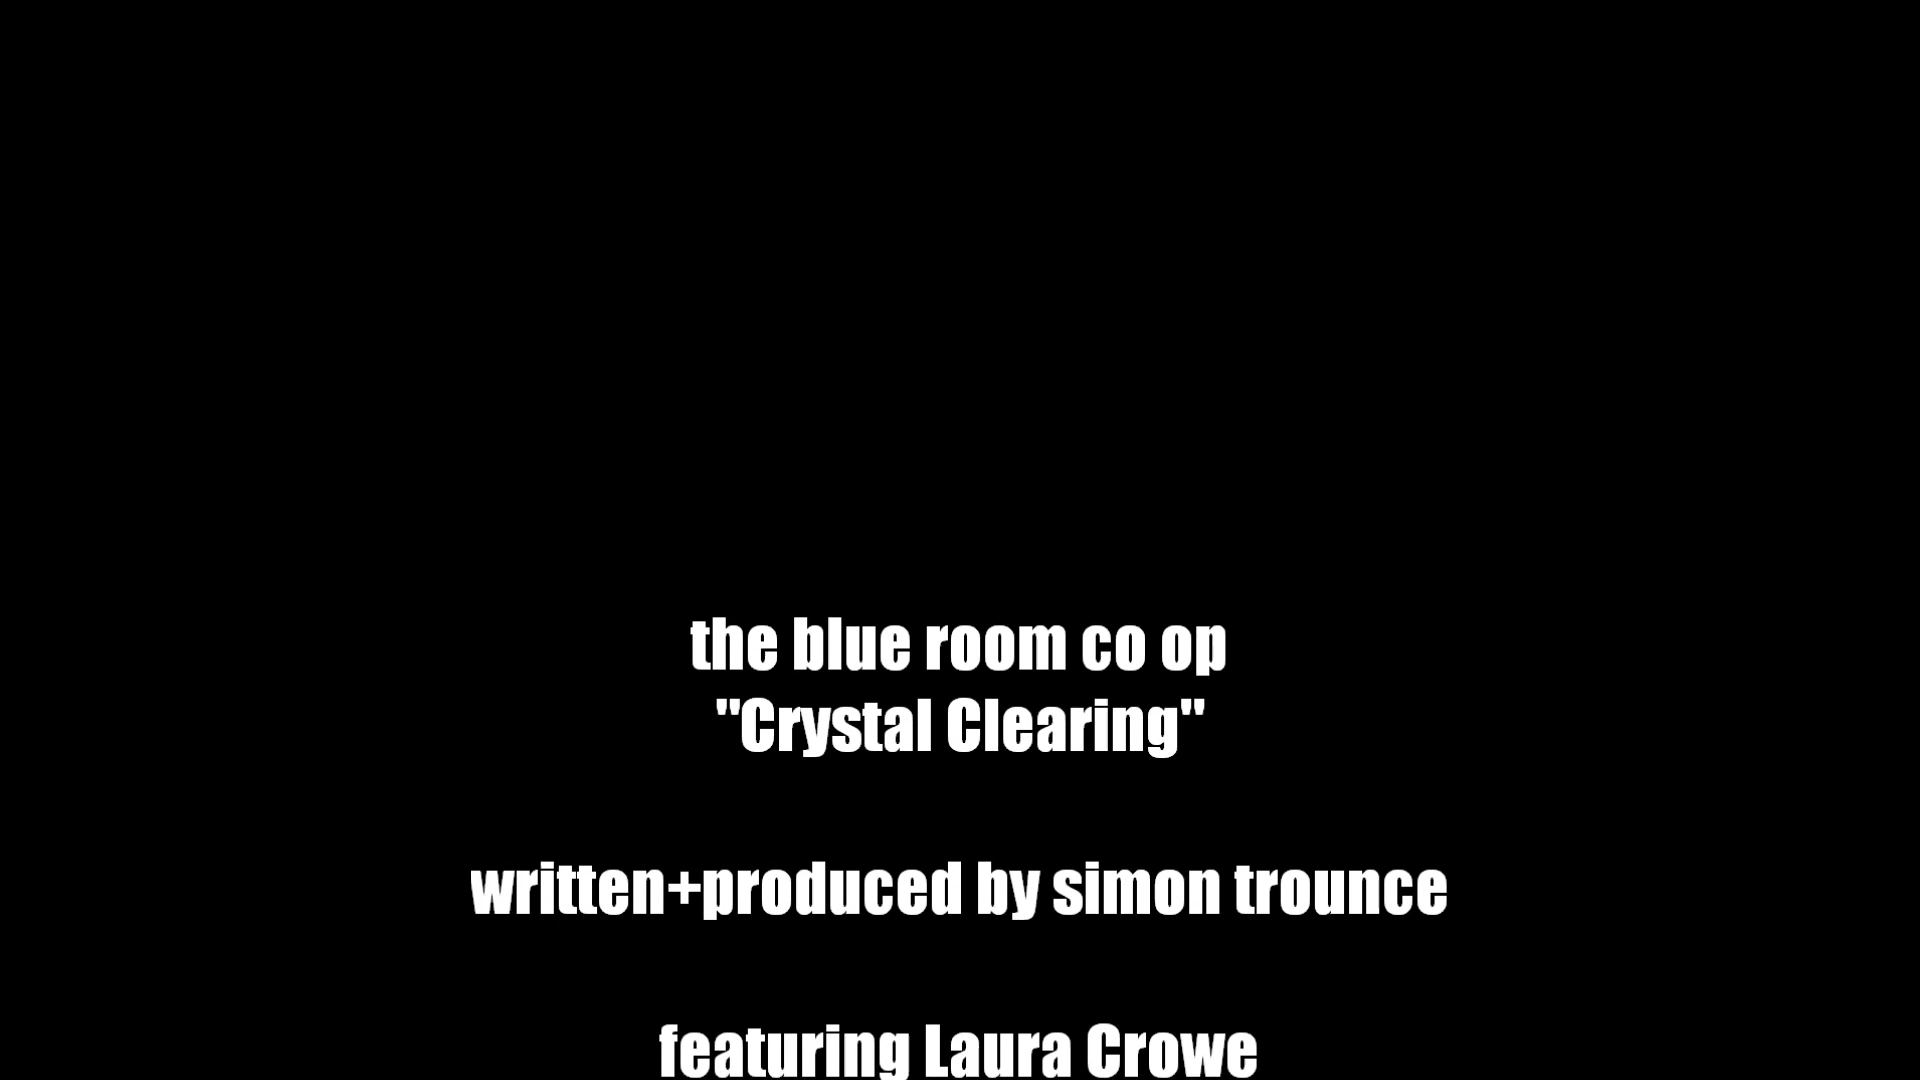 the blue room co op
"Crystal Clearing"
written+produced by simon trounce
featuring Laura Crowe